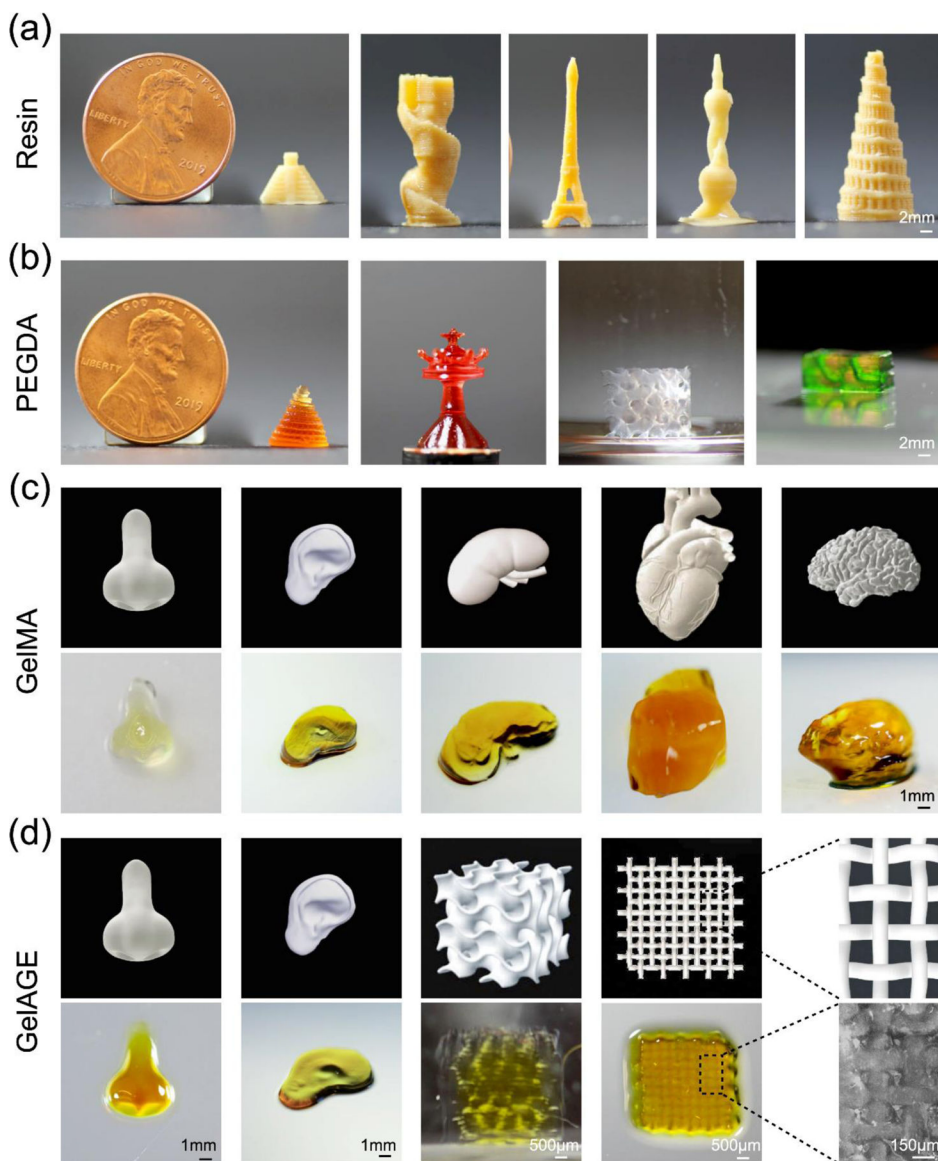 (a)
Resin
IN GOD WE TRUST
LIBERTY
2019
2mm
(b)
PEGDA
IN GOD WE TRUST
LIBERTY
2019
2mm
(c)
GelMA
1mm
(d)
GelAGE
1mm
1mm
500μm
500μm
150μm